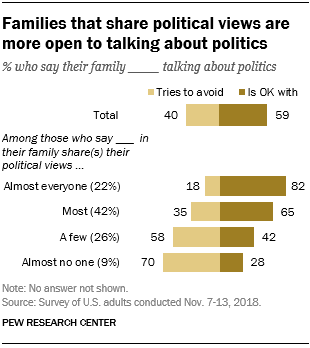 Families that share political views are
more open to talking about politics
% who say their family ____ talking about politics
Tries to avoid Is OK with
Total 40 59
Among those who say ___ in
their family share(s) their
political views ...
Almost everyone (22%) 18 82
Most (42%) 35 65
A few (26%) 58 42
Almost no one (9%) 70 28
Note: No answer not shown.
Source: Survey of U.S. adults conducted Nov. 7-13, 2018.
PEW RESEARCH CENTER